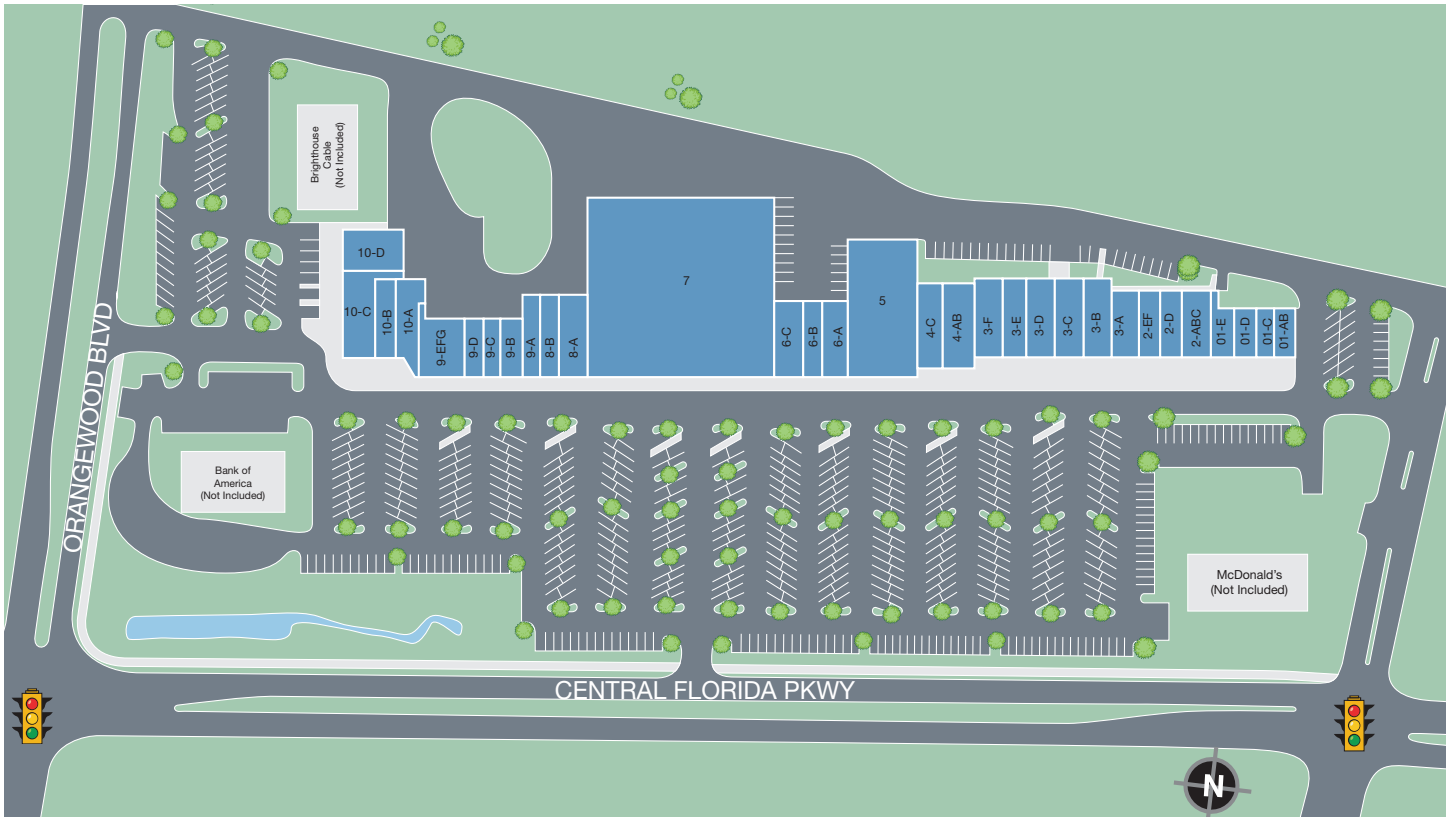 Brighthouse
Cable
(Not Included)
10-D
10-C
10-B
10-A
9-EFG
9-D
9-C
9-B
9-A
8-B
8-A
7
6-C
6-B
6-A
5
4-C
4-AB
3-F
3-E
3-D
3-C
3-B
3-A
2-EF
2-D
2-ABC
01-E
01-D
01-C
01-AB
ORANGEWOOD BLVD
Bank of
America
(Not Included)
McDonald's
(Not Included)
CENTRAL FLORIDA PKWY
N